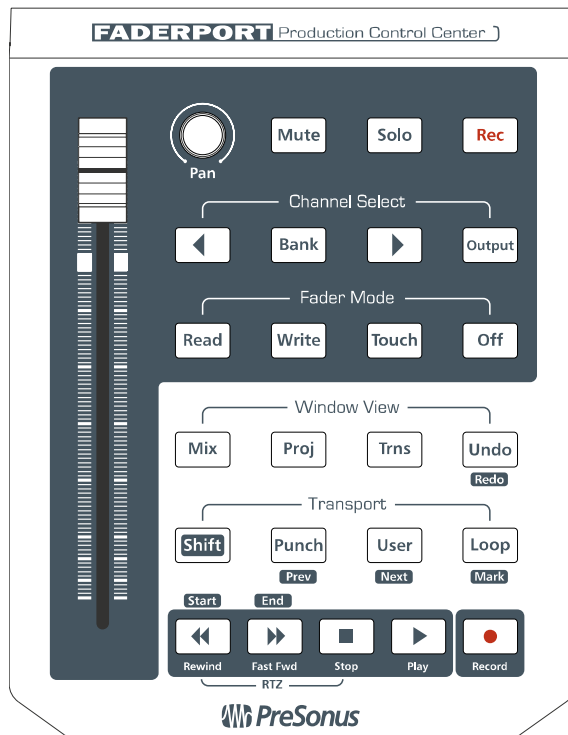 FADERPORT Production Control Center
Mute Solo Rec
Pan
Channel Select
Bank Output
Fader Mode
Read Write Touch Off
Window View
Mix Proj Trns Undo
Redo
Transport
Shift Punch User Loop
Prev Next Mark
Start End
Rewind Fast Fwd Stop Play Record
RTZ
PreSonus